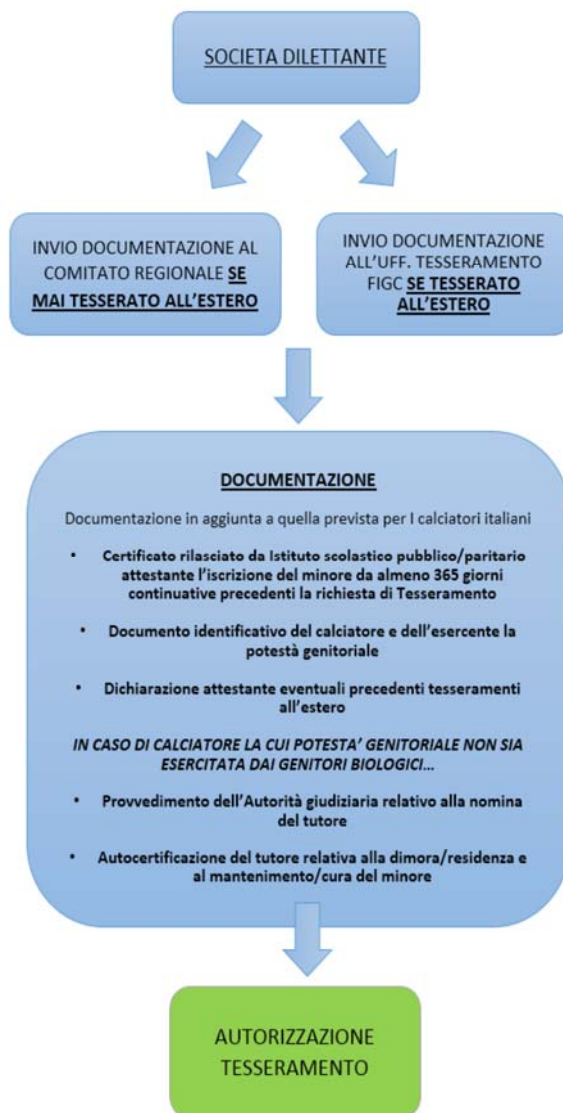 SOCIETA DILETTANTE
INVIO DOCUMENTAZIONE AL
COMITATO REGIONALE SE
MAI TESSERATO ALL'ESTERO
INVIO DOCUMENTAZIONE
ALL'UFF. TESSERAMENTO
FIGC SE TESSERATO
ALL'ESTERO
DOCUMENTAZIONE
Documentazione in aggiunta a quella prevista per I calciatori italiani
• Certificato rilasciato da Istituto scolastico pubblico/paritario
attestante l'iscrizione del minore da almeno 365 giorni
continuative precedenti la richiesta di Tesseramento
• Documento identificativo del calciatore e dell'esercente la
potestà genitoriale
• Dichiarazione attestante eventuali precedenti tesseramenti
all'estero
IN CASO DI CALCIATORE LA CUI POTESTA' GENITORIALE NON SIA
ESERCITATA DAI GENITORI BIOLOGICI...
• Provvedimento dell'Autorità giudiziaria relativo alla nomina
del tutore
• Autocertificazione del tutore relativa alla dimora/residenza e
al mantenimento/cura del minore
AUTORIZZAZIONE
TESSERAMENTO